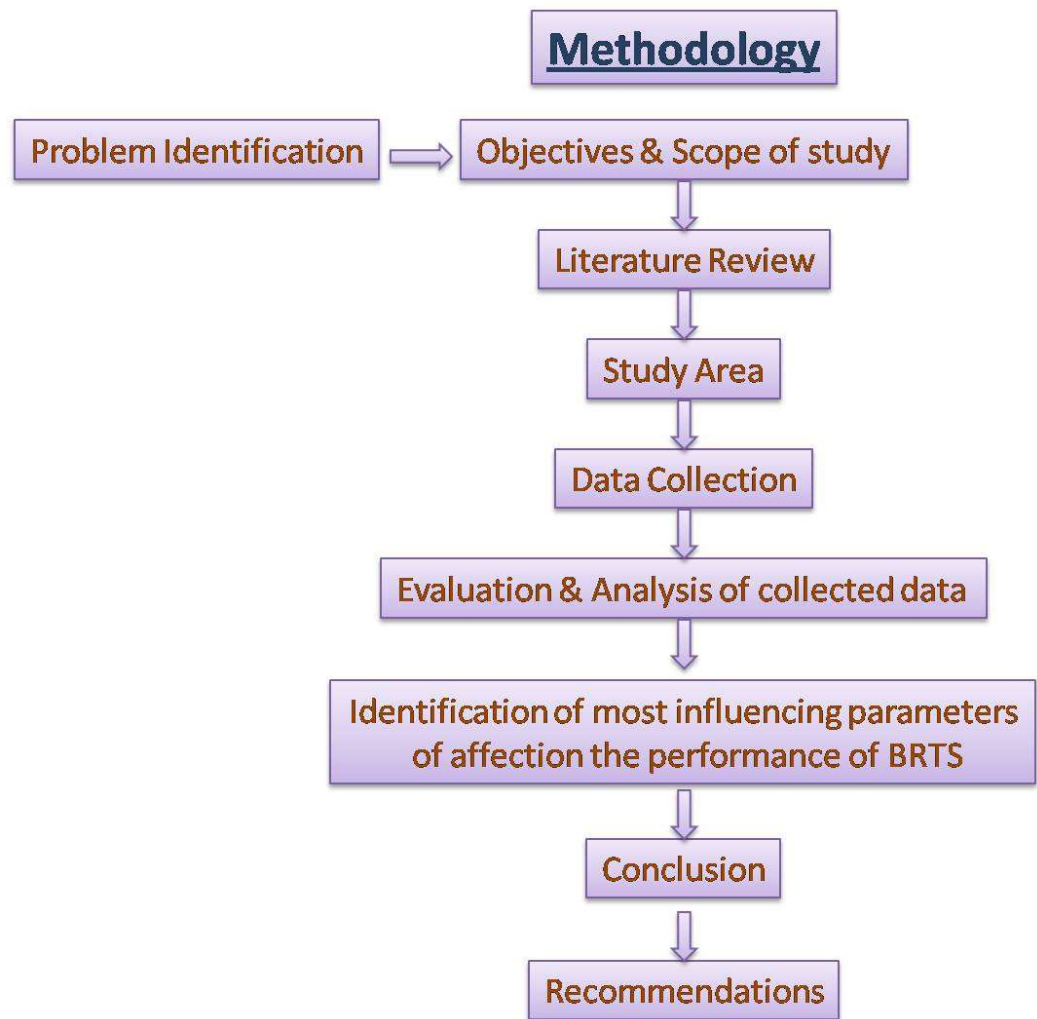 Methodology
Problem Identification
Objectives & Scope of study
Literature Review
Study Area
Data Collection
Evaluation & Analysis of collected data
Identification of most influencing parameters
of affection the performance of BRTS
Conclusion
Recommendations